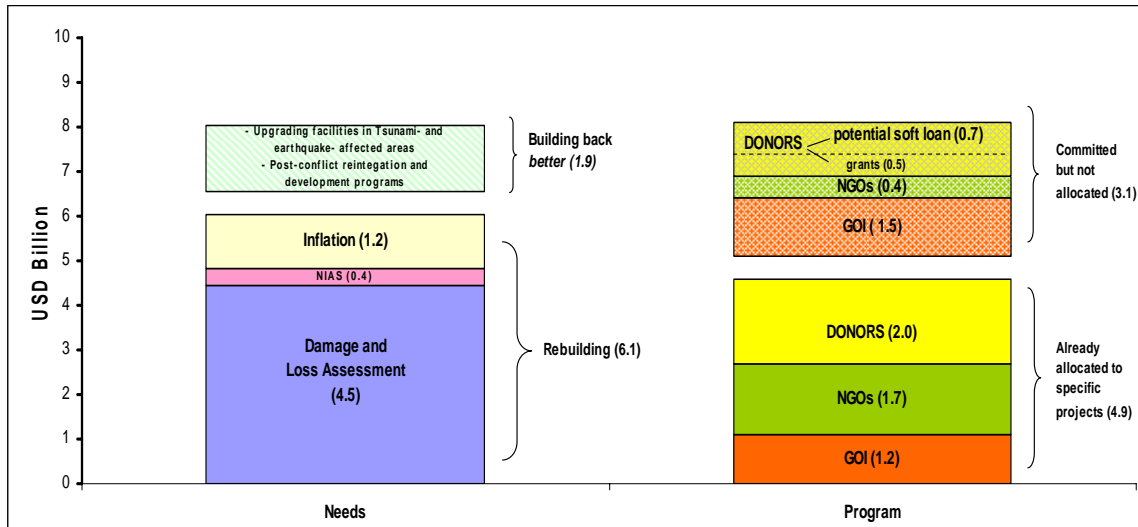 USD Billion
10
9
8
7
6
5
4
3
2
1
0
- Upgrading facilities in Tsunami- and
earthquake- affected areas
- Post-conflict reintegation and
development programs
Building back
better (1.9)
Inflation (1.2)
NIAS (0.4)
Damage and
Loss Assessment
(4.5)
Rebuilding (6.1)
DONORS
potential soft loan (0.7)
grants (0.5)
NGOs (0.4)
GOI ( 1.5)
Committed
but not
allocated (3.1)
DONORS (2.0)
NGOs (1.7)
GOI (1.2)
Already
allocated to
specific
projects (4.9)
Needs
Program